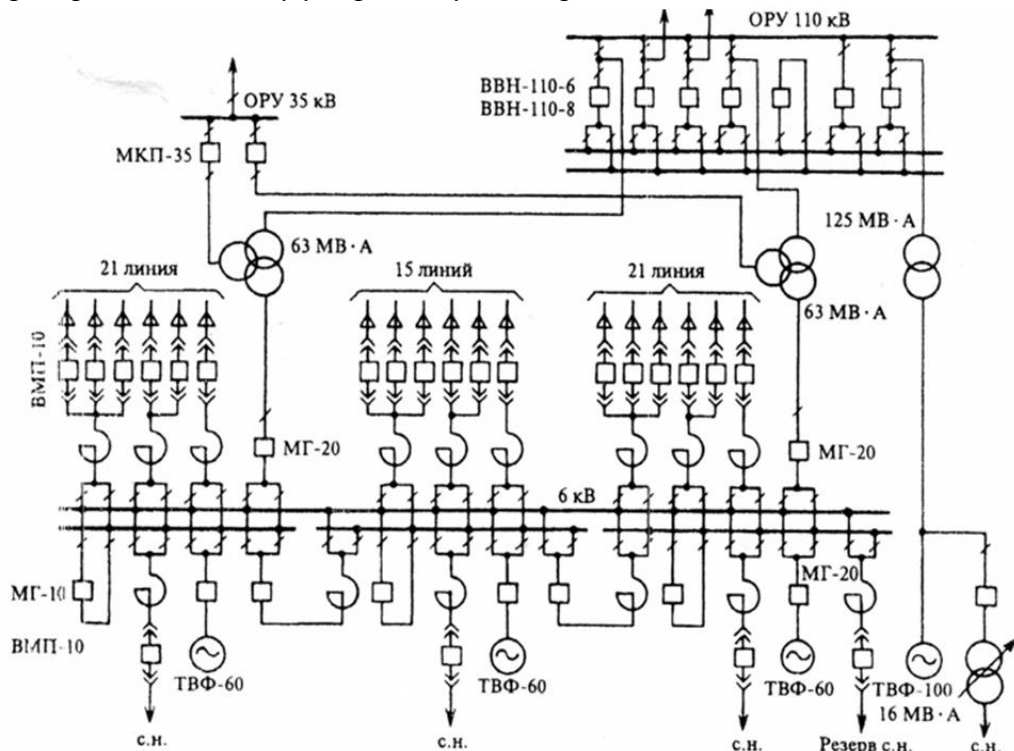 ОРУ 110 кВ
ОРУ 35 кВ
ВВН-110-6
ВВН-110-8
МКП-35
63 МВ·А
125 МВ·А
21 линия
15 линий
21 линия
63 МВ·А
ВМП-10
МГ-20
МГ-20
6 кВ
МГ-10
МГ-20
ВМП-10
ТВФ-60
ТВФ-60
ТВФ-60
ТВФ-100
16 МВ·А
с.н.
с.н.
с.н.
Резерв с.н.
с.н.